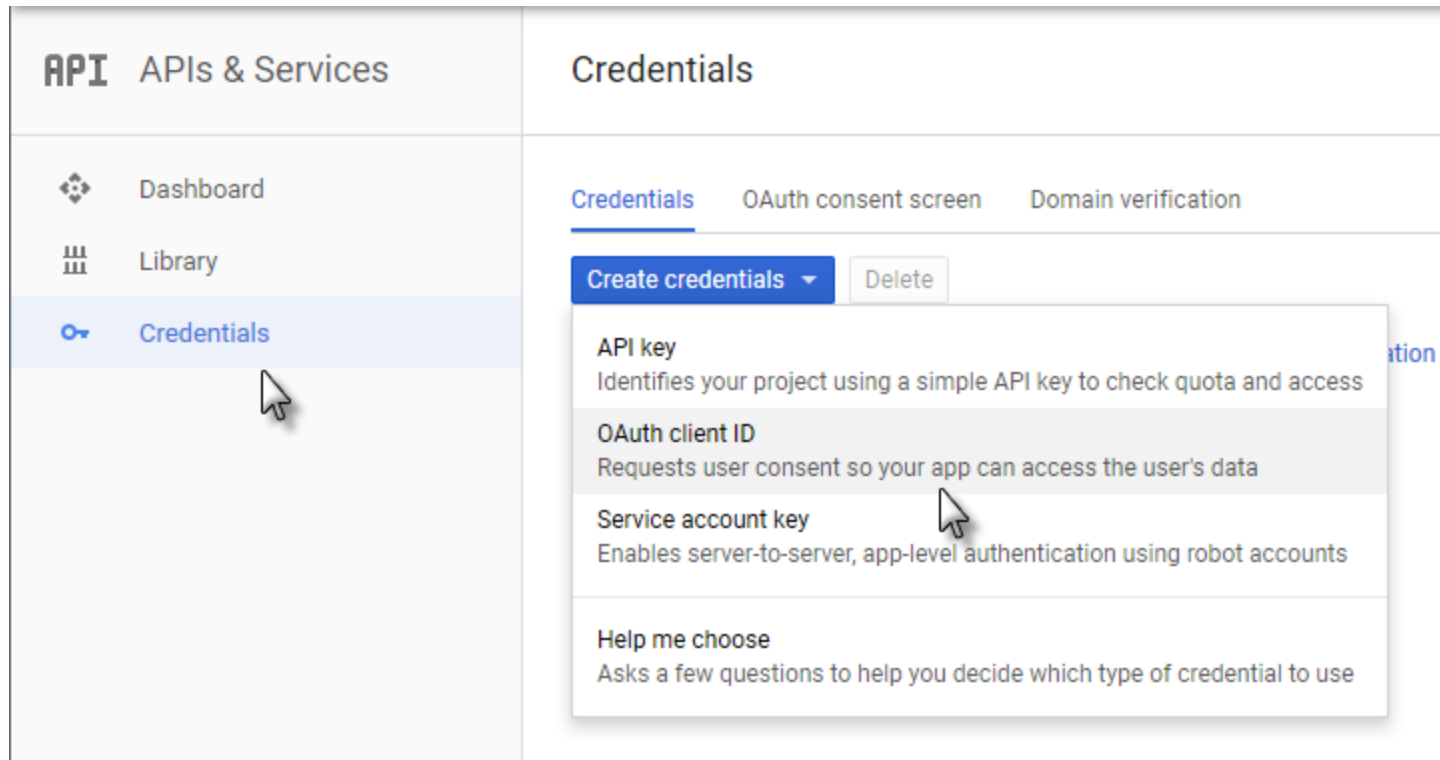 API APIs & Services
Credentials
Dashboard
Library
Credentials
Credentials OAuth consent screen Domain verification
Create credentials Delete
API key
Identifies your project using a simple API key to check quota and access
OAuth client ID
Requests user consent so your app can access the user's data
Service account key
Enables server-to-server, app-level authentication using robot accounts
Help me choose
Asks a few questions to help you decide which type of credential to use